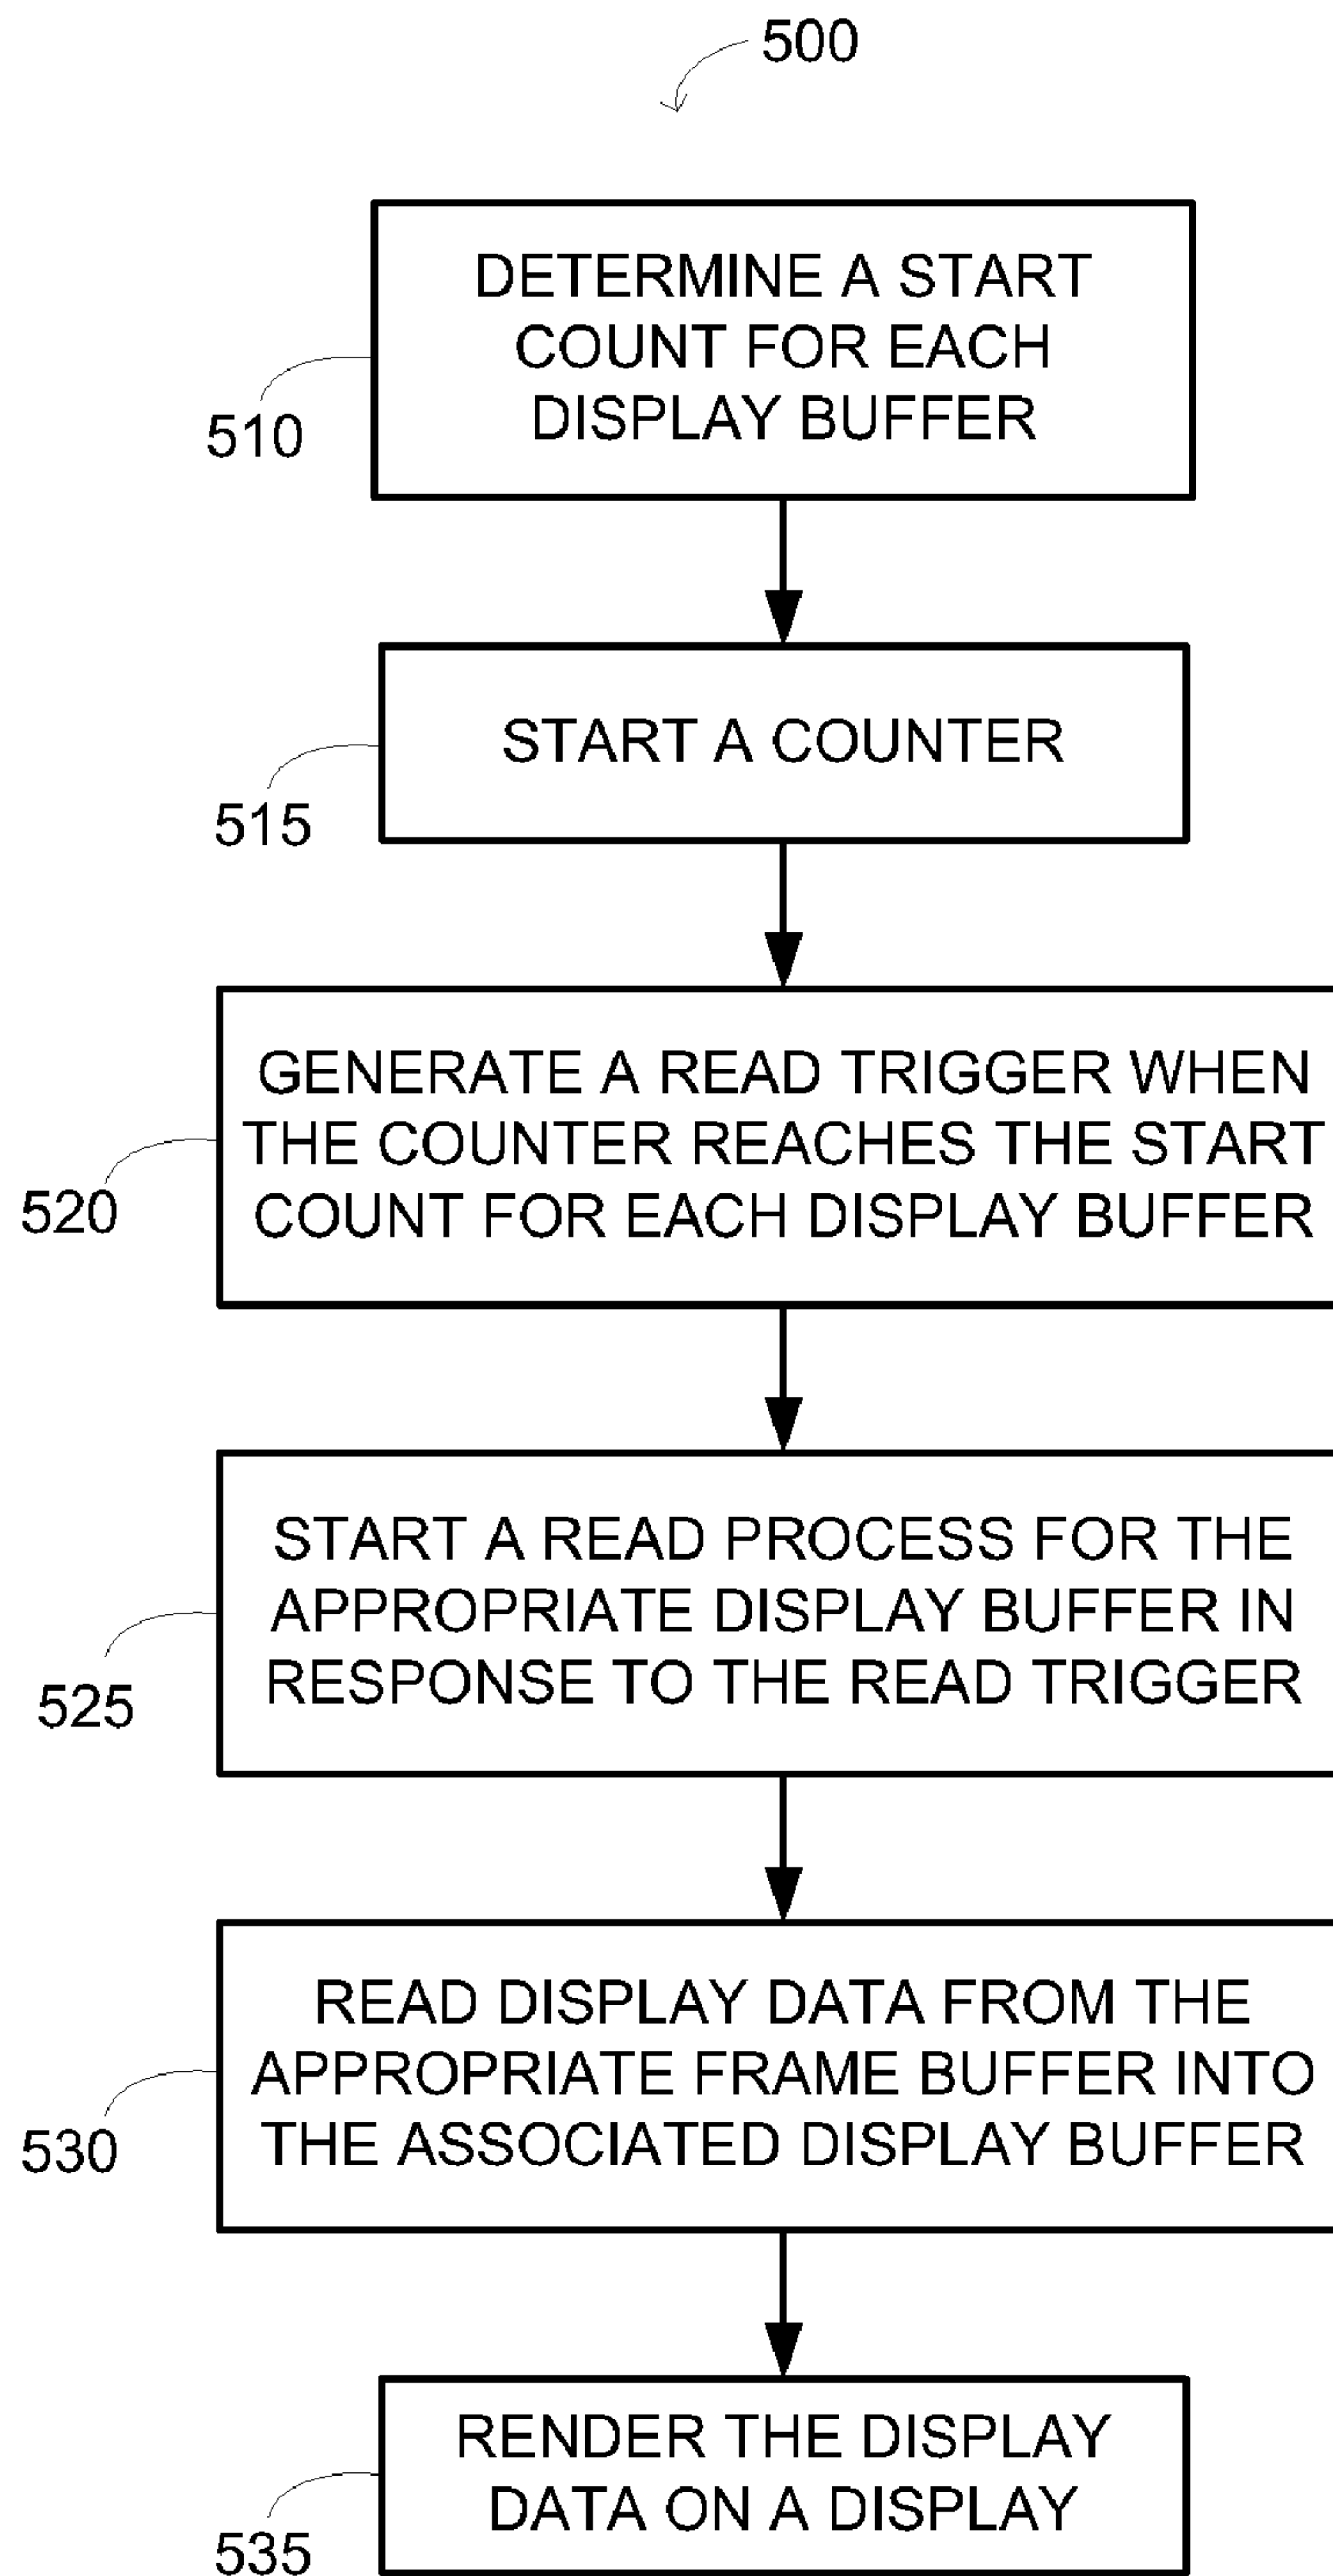 500
DETERMINE A START
COUNT FOR EACH
DISPLAY BUFFER
510
START A COUNTER
515
GENERATE A READ TRIGGER WHEN
THE COUNTER REACHES THE START
COUNT FOR EACH DISPLAY BUFFER
520
START A READ PROCESS FOR THE
APPROPRIATE DISPLAY BUFFER IN
RESPONSE TO THE READ TRIGGER
525
READ DISPLAY DATA FROM THE
APPROPRIATE FRAME BUFFER INTO
THE ASSOCIATED DISPLAY BUFFER
530
RENDER THE DISPLAY
DATA ON A DISPLAY
535